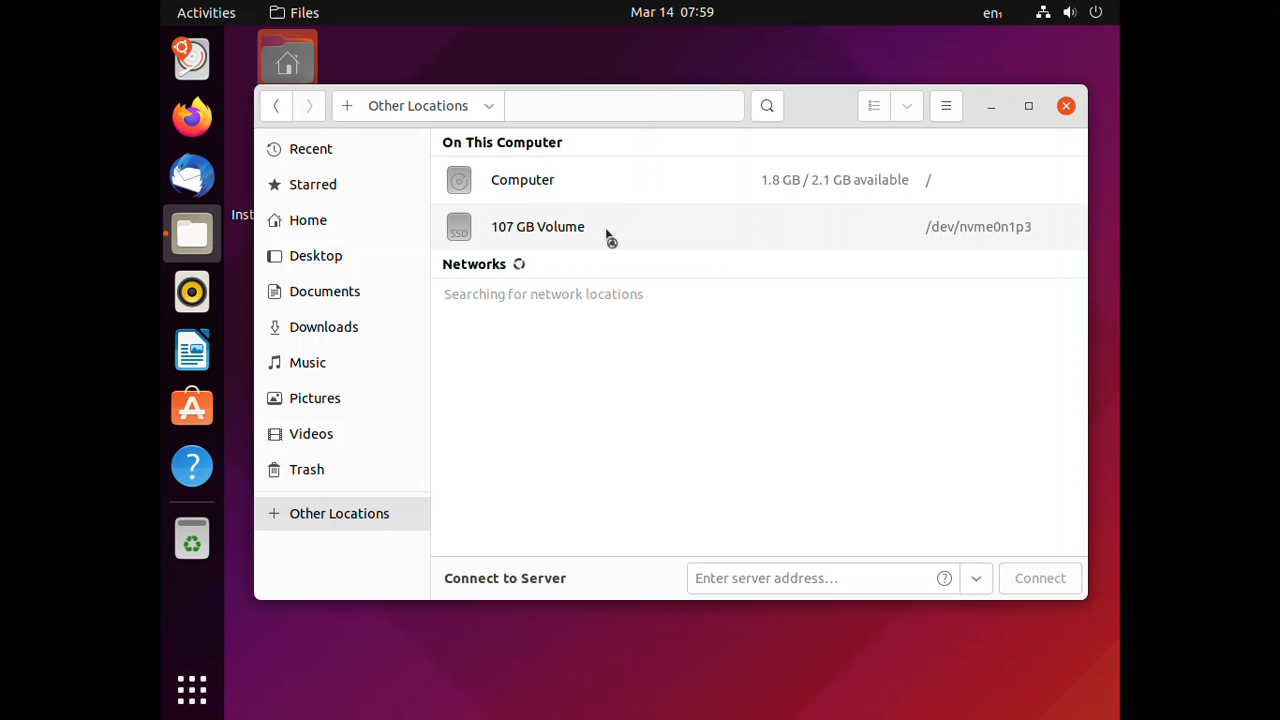 Activities
Files
Mar 14 07:59
en₁
Other Locations
Recent
Starred
Home
Desktop
Documents
Downloads
Music
Pictures
Videos
Trash
Other Locations
Inst
On This Computer
Computer
1.8 GB / 2.1 GB available
/
SSD
107 GB Volume
/dev/nvme0n1p3
Networks
Searching for network locations
Connect to Server
Enter server address…
Connect